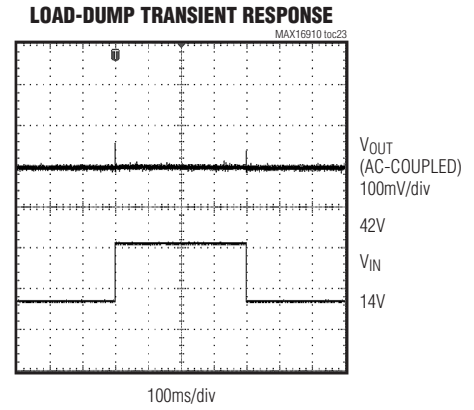 LOAD-DUMP TRANSIENT RESPONSE
MAX16910 toc23
T
VOUT
(AC-COUPLED)
100mV/div
42V
VIN
14V
100ms/div